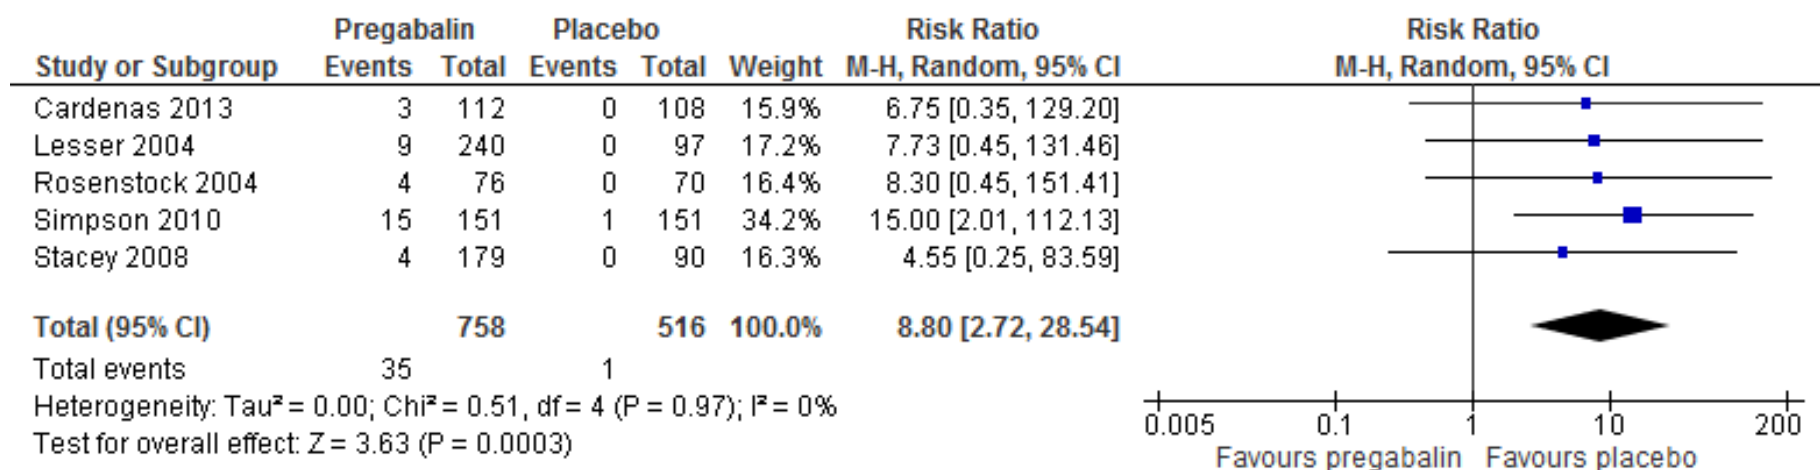 Pregabalin Placebo Risk Ratio Risk Ratio
Study or Subgroup Events Total Events Total Weight M-H, Random, 95% CI M-H, Random, 95% CI
Cardenas 2013 3 112 0 108 15.9% 6.75 [0.35, 129.20]
Lesser 2004 9 240 0 97 17.2% 7.73 [0.45, 131.46]
Rosenstock 2004 4 76 0 70 16.4% 8.30 [0.45, 151.41]
Simpson 2010 15 151 1 151 34.2% 15.00 [2.01, 112.13]
Stacey 2008 4 179 0 90 16.3% 4.55 [0.25, 83.59]
Total (95% CI) 758 516 100.0% 8.80 [2.72, 28.54]
Total events 35 1
Heterogeneity: Tau² = 0.00; Chi² = 0.51, df = 4 (P = 0.97); I² = 0%
Test for overall effect: Z = 3.63 (P = 0.0003)
0.005 0.1 1 10 200
Favours pregabalin Favours placebo